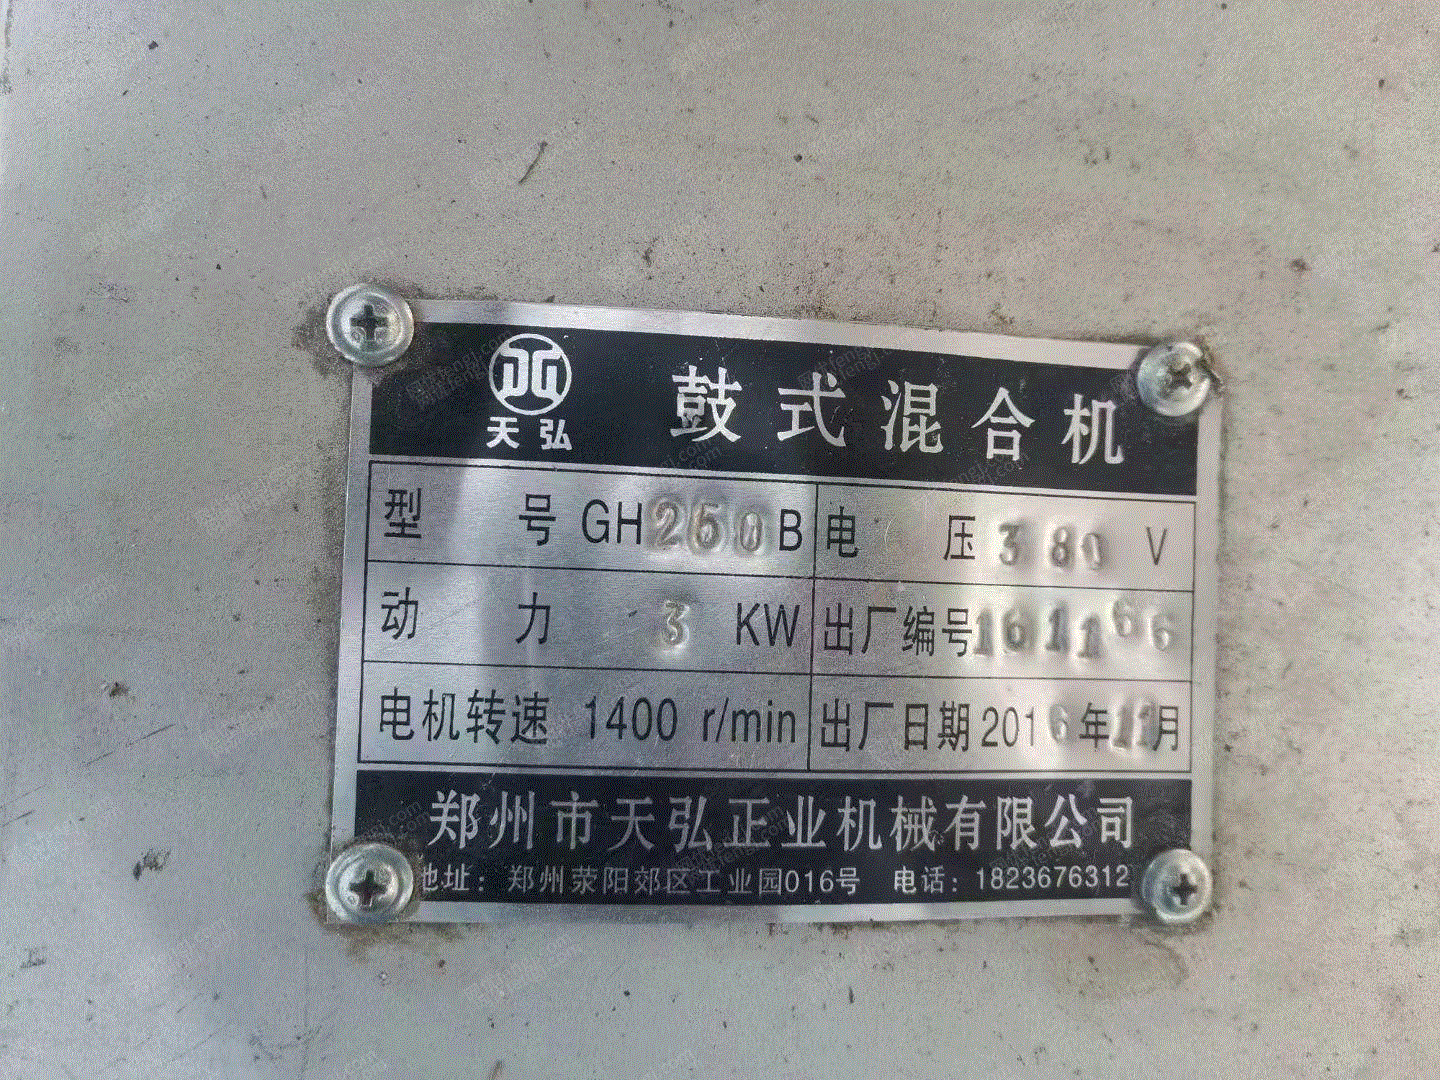 天弘
鼓式混合机
型号 GH250B 电压 380 V
动力 3 KW 出厂编号 161166
电机转速 1400 r/min 出厂日期 2016年11月
郑州市天弘正业机械有限公司
地址：郑州荥阳郊区工业园016号 电话：1823676312